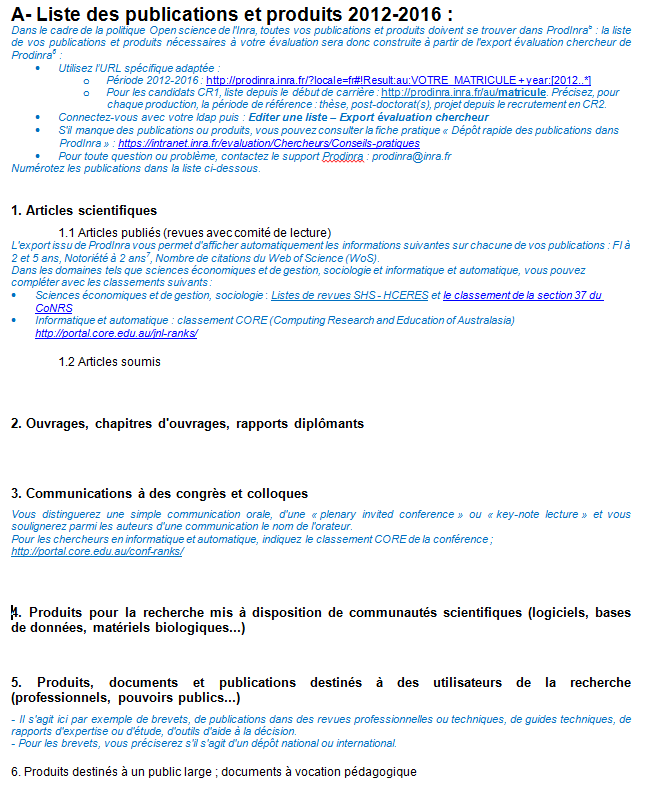 A- Liste des publications et produits 2012-2016 :
Dans le cadre de la politique Open science de l'Inra, toutes vos publications et produits doivent se trouver dans ProdInra⁵ : la liste
de vos publications et produits nécessaires à votre évaluation sera donc construite à partir de l'export évaluation chercheur de
Prodinra⁶ :
• Utilisez l'URL spécifique adaptée :
o Période 2012-2016 : http://prodinra.inra.fr/?locale=fr#!Result:au:VOTRE_MATRICULE + year:[2012..*]
o Pour les candidats CR1, liste depuis le début de carrière : http://prodinra.inra.fr/au/matricule. Précisez, pour
chaque production, la période de référence : thèse, post-doctorat(s), projet depuis le recrutement en CR2.
• Connectez-vous avec votre ldap puis : Editer une liste – Export évaluation chercheur
• S'il manque des publications ou produits, vous pouvez consulter la fiche pratique « Dépôt rapide des publications dans
ProdInra » : https://intranet.inra.fr/evaluation/Chercheurs/Conseils-pratiques
• Pour toute question ou problème, contactez le support Prodinra : prodinra@inra.fr
Numérotez les publications dans la liste ci-dessous.
1. Articles scientifiques
1.1 Articles publiés (revues avec comité de lecture)
L'export issu de ProdInra vous permet d'afficher automatiquement les informations suivantes sur chacune de vos publications : FI à
2 et 5 ans, Notoriété à 2 ans⁷, Nombre de citations du Web of Science (WoS).
Dans les domaines tels que sciences économiques et de gestion, sociologie et informatique et automatique, vous pouvez
compléter avec les classements suivants :
• Sciences économiques et de gestion, sociologie : Listes de revues SHS - HCERES et le classement de la section 37 du
CoNRS
• Informatique et automatique : classement CORE (Computing Research and Education of Australasia)
http://portal.core.edu.au/jnl-ranks/
1.2 Articles soumis
2. Ouvrages, chapitres d'ouvrages, rapports diplômants
3. Communications à des congrès et colloques
Vous distinguerez une simple communication orale, d'une « plenary invited conference » ou « key-note lecture » et vous
soulignerez parmi les auteurs d'une communication le nom de l'orateur.
Pour les chercheurs en informatique et automatique, indiquez le classement CORE de la conférence ;
http://portal.core.edu.au/conf-ranks/
4. Produits pour la recherche mis à disposition de communautés scientifiques (logiciels, bases
de données, matériels biologiques...)
5. Produits, documents et publications destinés à des utilisateurs de la recherche
(professionnels, pouvoirs publics...)
- Il s'agit ici par exemple de brevets, de publications dans des revues professionnelles ou techniques, de guides techniques, de
rapports d'expertise ou d'étude, d'outils d'aide à la décision.
- Pour les brevets, vous préciserez s'il s'agit d'un dépôt national ou international.
6. Produits destinés à un public large ; documents à vocation pédagogique